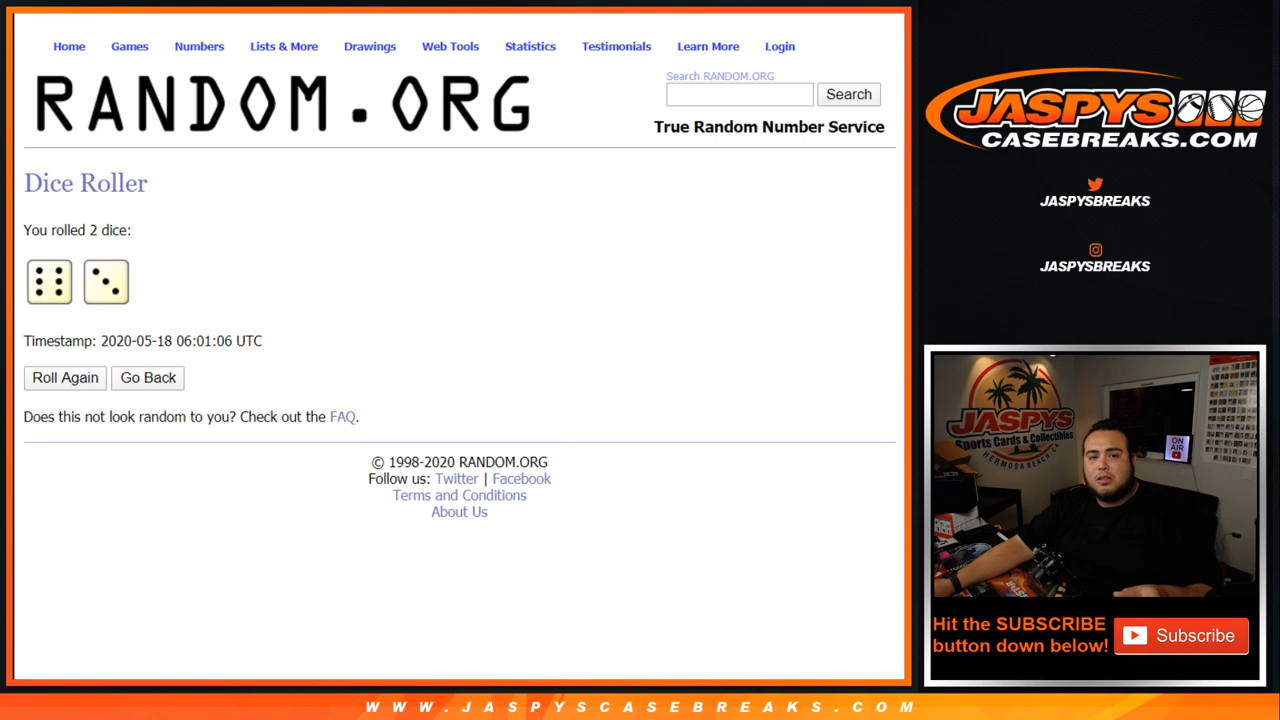 Home Games Numbers Lists & More Drawings Web Tools Statistics Testimonials Learn More Login
RANDOM.ORG
Search RANDOM.ORG
Search
True Random Number Service
Dice Roller
You rolled 2 dice:
Timestamp: 2020-05-18 06:01:06 UTC
Roll Again Go Back
Does this not look random to you? Check out the FAQ.
© 1998-2020 RANDOM.ORG
Follow us: Twitter | Facebook
Terms and Conditions
About Us
JASPYS
CASEBREAKS.COM
JASPYSBREAKS
JASPYSBREAKS
JASPYS
Sports Cards & Collectibles
HERMOSA BEACH, CA
ON
AIR
Hit the SUBSCRIBE
button down below!
Subscribe
WWW.JASPYSCASEBREAKS.COM